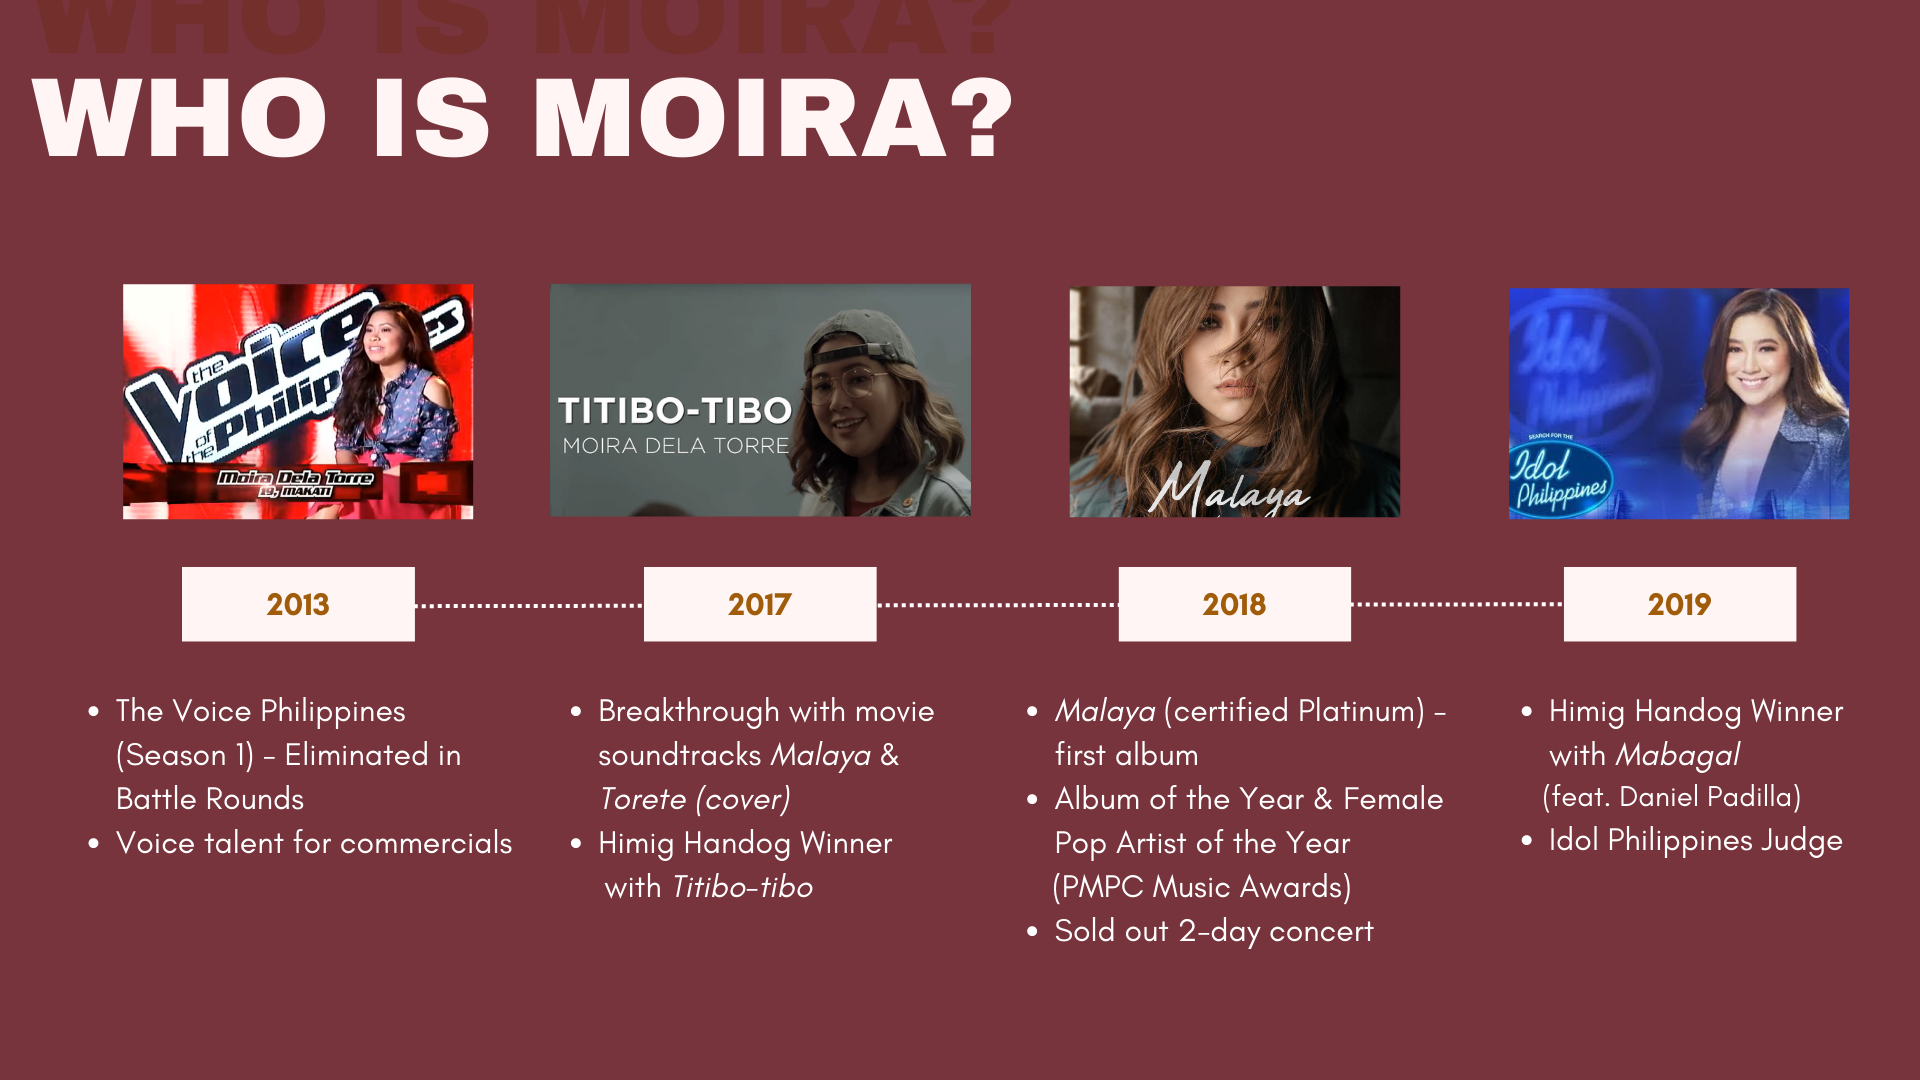 WHO IS MOIRA?
WHO IS MOIRA?
the
Voice
of
the
Philip
es
Moira Dela Torre
19, MAKATI
TITIBO-TIBO
MOIRA DELA TORRE
Malaya
Idol
Philippines
SEARCH FOR THE
Idol
Philippines
2013
2017
2018
2019
• The Voice Philippines
(Season 1) - Eliminated in
Battle Rounds
• Voice talent for commercials
• Breakthrough with movie
soundtracks Malaya &
Torete (cover)
• Himig Handog Winner
with Titibo-tibo
• Malaya (certified Platinum) -
first album
• Album of the Year & Female
Pop Artist of the Year
(PMPC Music Awards)
• Sold out 2-day concert
• Himig Handog Winner
with Mabagal
(feat. Daniel Padilla)
• Idol Philippines Judge